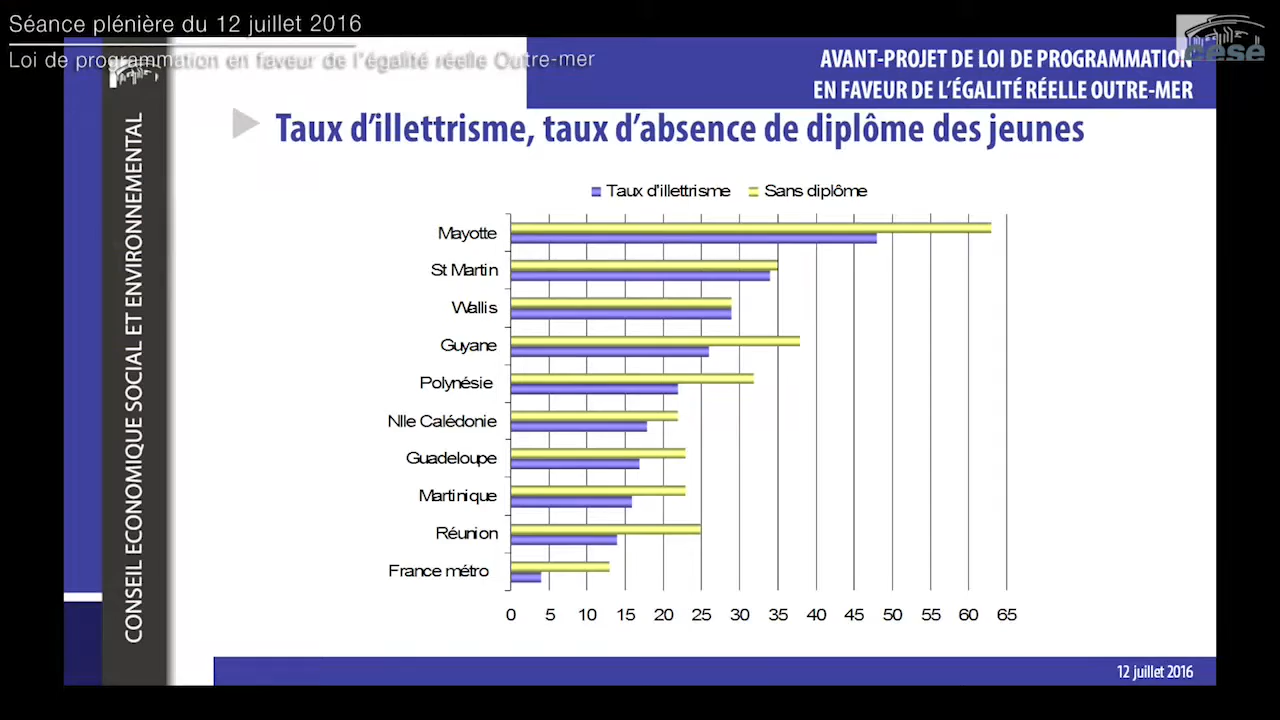 Séance plénière du 12 juillet 2016
Loi de programmation en faveur de l'égalité réelle Outre-mer
cese
AVANT-PROJET DE LOI DE PROGRAMMATION
EN FAVEUR DE L'ÉGALITÉ RÉELLE OUTRE-MER
CONSEIL ECONOMIQUE SOCIAL ET ENVIRONNEMENTAL
Taux d'illettrisme, taux d'absence de diplôme des jeunes
Taux d'illettrisme Sans diplôme
Mayotte
St Martin
Wallis
Guyane
Polynésie
Nlle Calédonie
Guadeloupe
Martinique
Réunion
France métro
0 5 10 15 20 25 30 35 40 45 50 55 60 65
12 juillet 2016